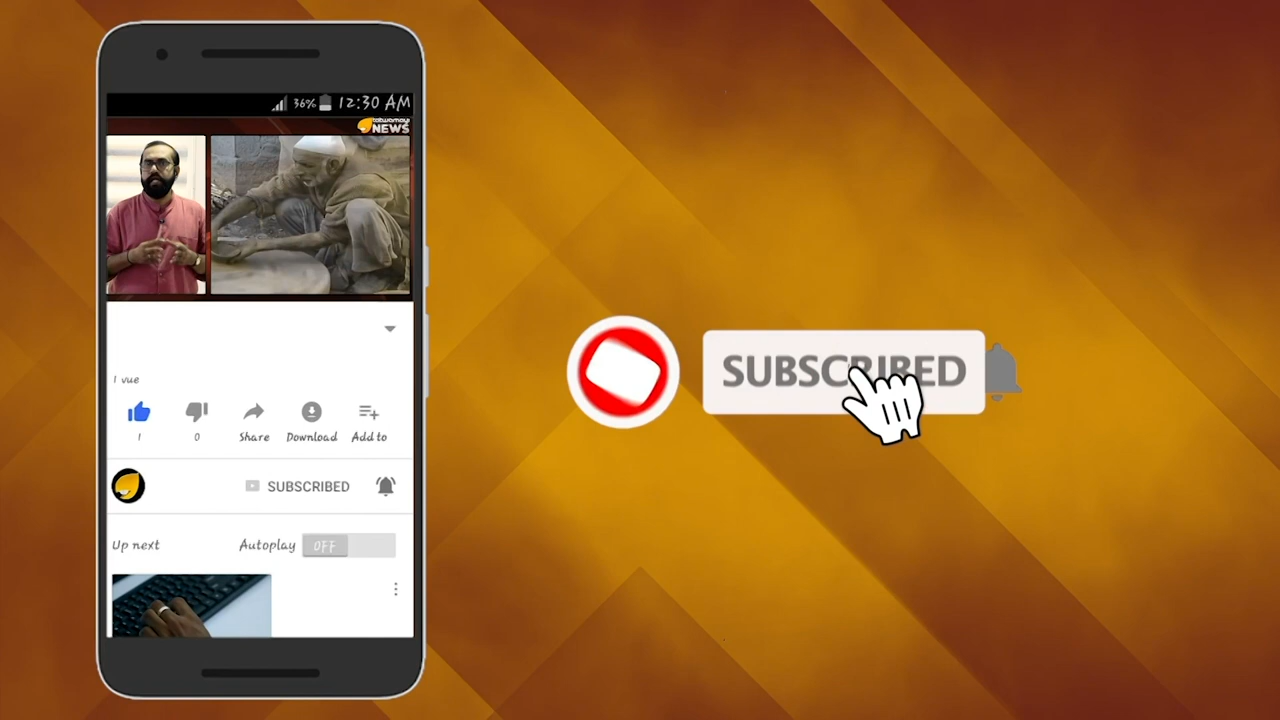 36% 12:30 AM
tatwamayi
NEWS
1 vue
1
0
Share
Download
Add to
SUBSCRIBED
Up next
Autoplay
OFF
SUBSCRIBED